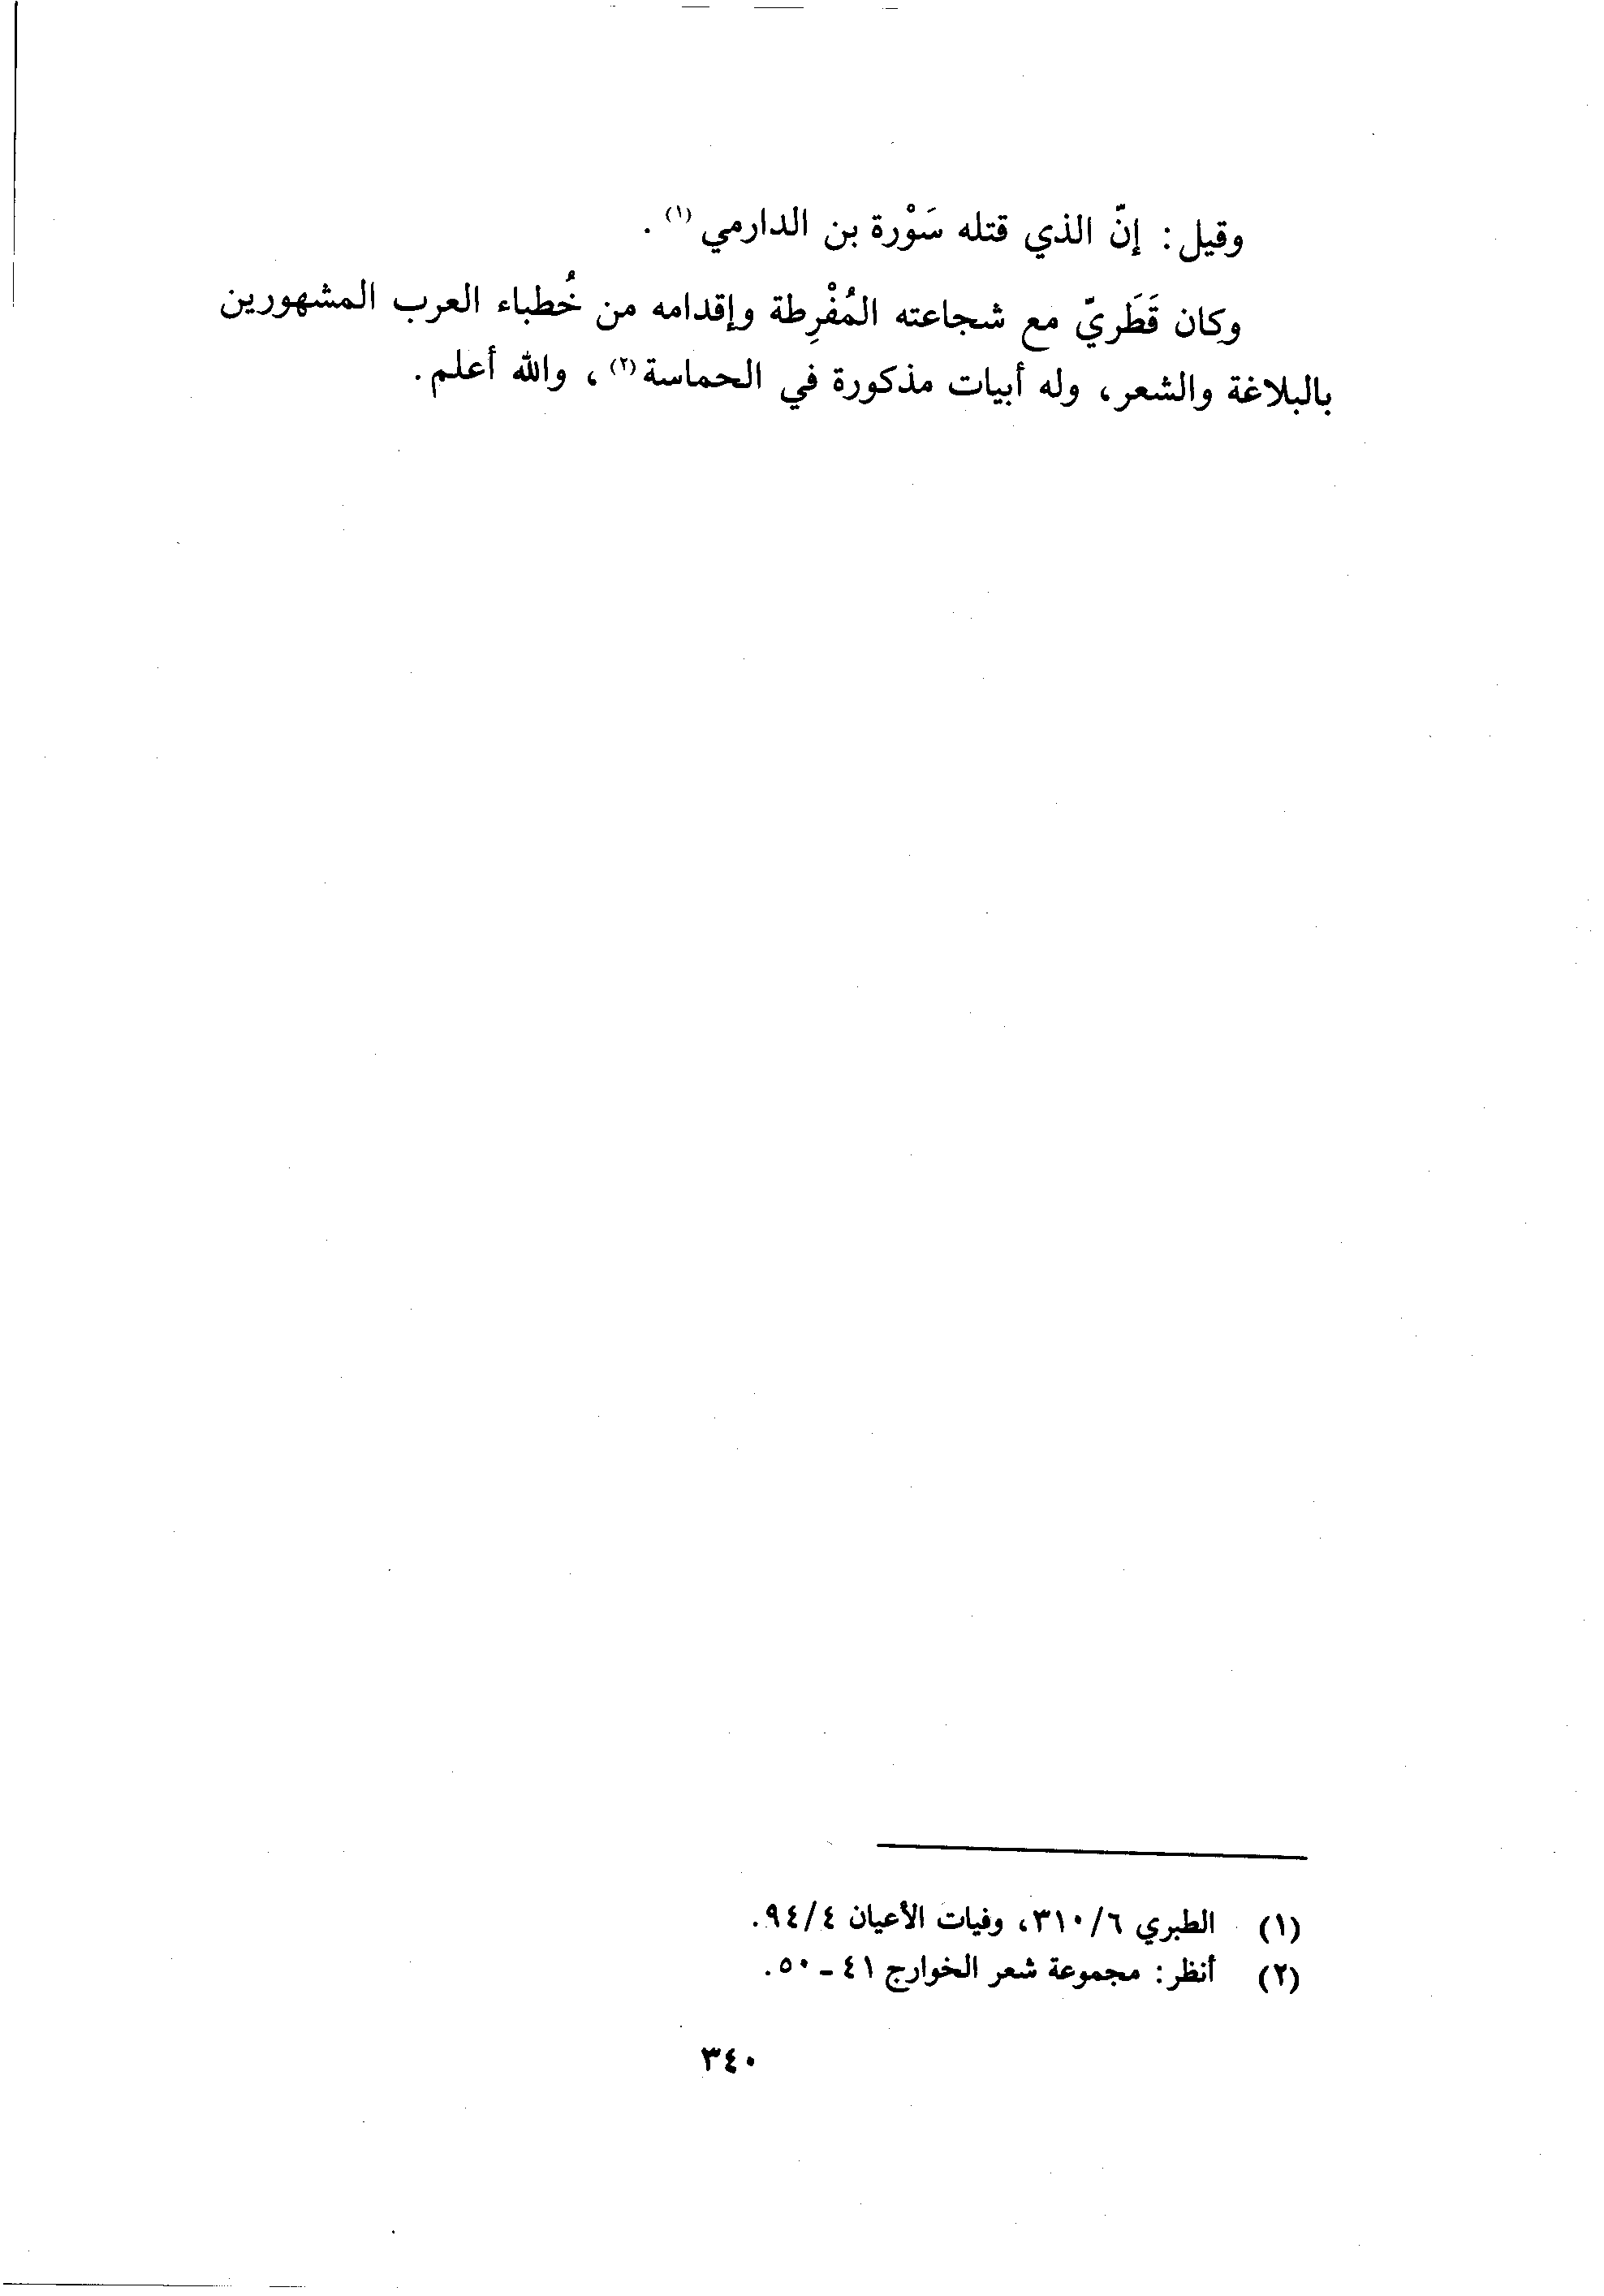 وقيل: إنّ الذي قتله سَوْرة بن الدارمي (١).
وكان قَطَريّ مع شجاعته المُفْرِطة وإقدامه من خُطباء العرب المشهورين
بالبلاغة والشعر، وله أبيات مذكورة في الحماسة (٢)، والله أعلم.
(١) الطبري ٣١٠/٦، وفيات الأعيان ٩٤/٤.
(٢) أنظر: مجموعة شعر الخوارج ٤١ ـ ٥٠.
٣٤٠